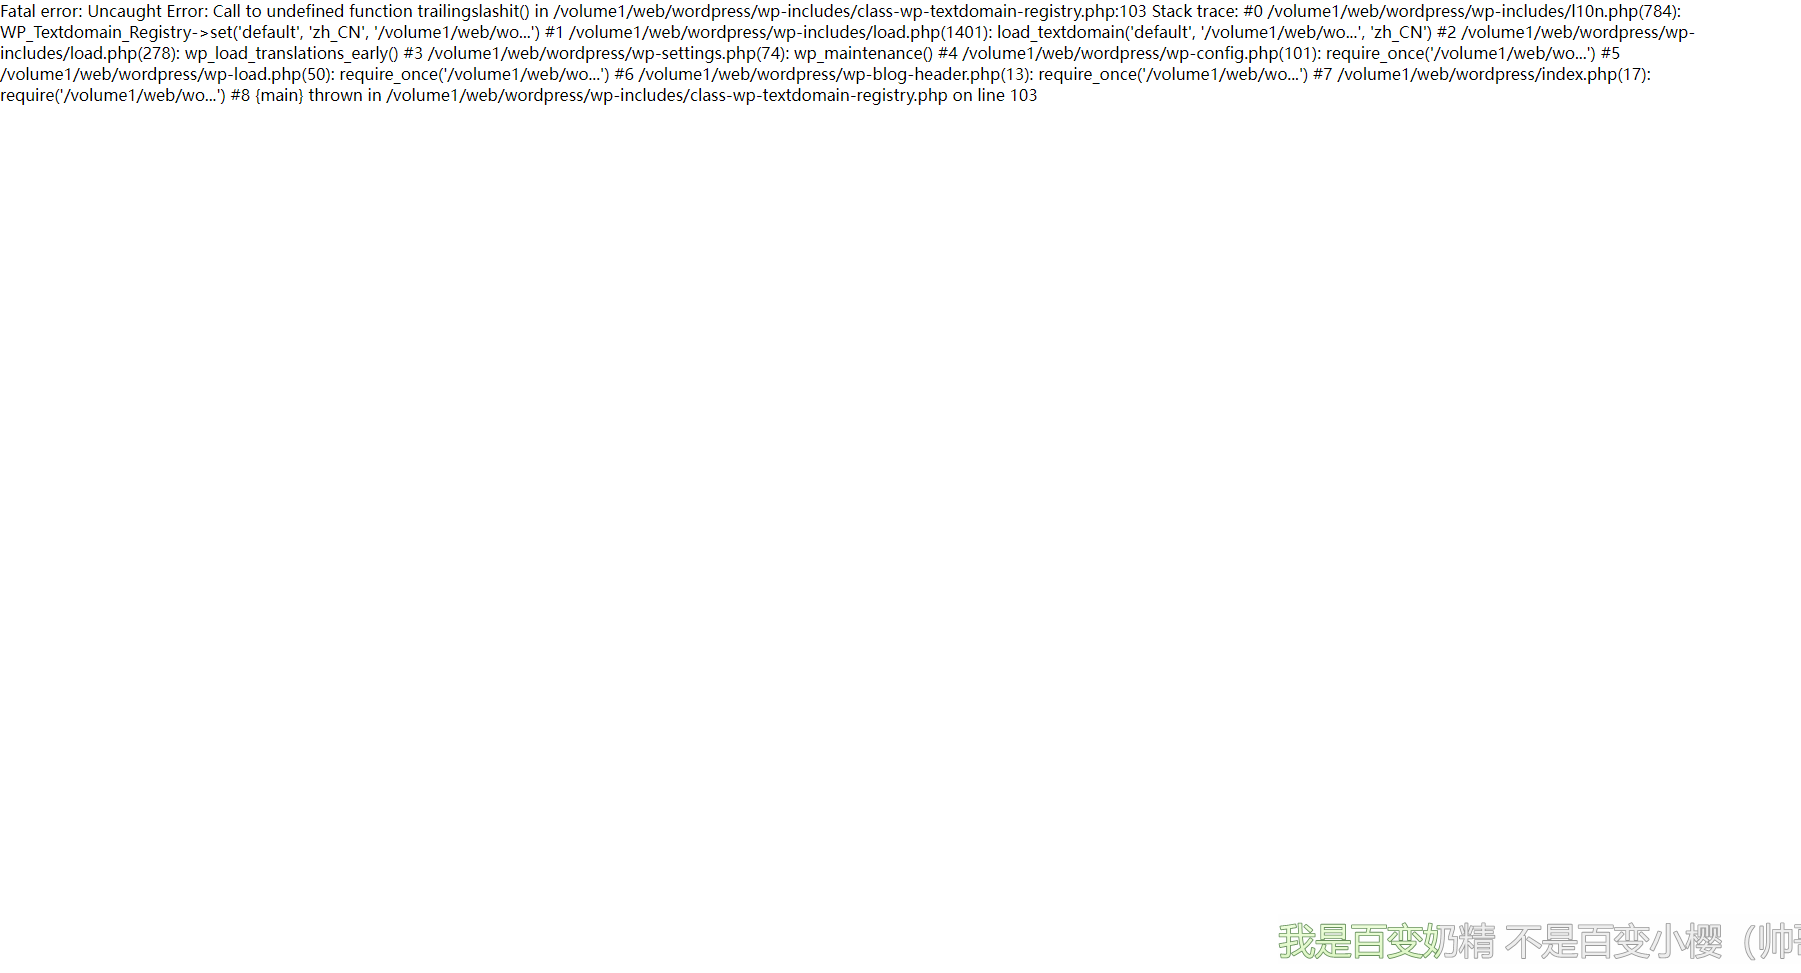 Fatal error: Uncaught Error: Call to undefined function trailingslashit() in /volume1/web/wordpress/wp-includes/class-wp-textdomain-registry.php:103 Stack trace: #0 /volume1/web/wordpress/wp-includes/l10n.php(784):
WP_Textdomain_Registry->set('default', 'zh_CN', '/volume1/web/wo...') #1 /volume1/web/wordpress/wp-includes/load.php(1401): load_textdomain('default', '/volume1/web/wo...', 'zh_CN') #2 /volume1/web/wordpress/wp-
includes/load.php(278): wp_load_translations_early() #3 /volume1/web/wordpress/wp-settings.php(74): wp_maintenance() #4 /volume1/web/wordpress/wp-config.php(101): require_once('/volume1/web/wo...') #5
/volume1/web/wordpress/wp-load.php(50): require_once('/volume1/web/wo...') #6 /volume1/web/wordpress/wp-blog-header.php(13): require_once('/volume1/web/wo...') #7 /volume1/web/wordpress/index.php(17):
require('/volume1/web/wo...') #8 {main} thrown in /volume1/web/wordpress/wp-includes/class-wp-textdomain-registry.php on line 103
我是百变奶精 不是百变小樱（帅